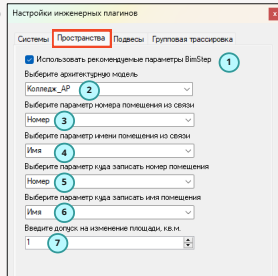 Настройки инженерных плагинов
x
Системы Пространства Подвесы Групповая трассировка
Использовать рекомендуемые параметры BimStep 1
Выберите архитектурную модель
Колледж_АР 2
Выберите параметр номера помещения из связи
Номер 3
Выберите параметр имени помещения из связи
Имя 4
Выберите параметр куда записать номер помещения
Номер 5
Выберите параметр куда записать имя помещения
Имя 6
Введите допуск на изменение площади, кв.м.
1 7